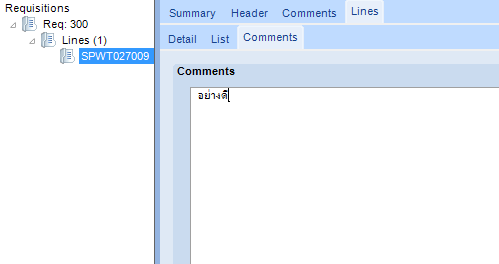 Requisitions
Summary Header Comments Lines
Req: 300
Detail List Comments
Lines (1)
SPWT027009
Comments
อย่างดี